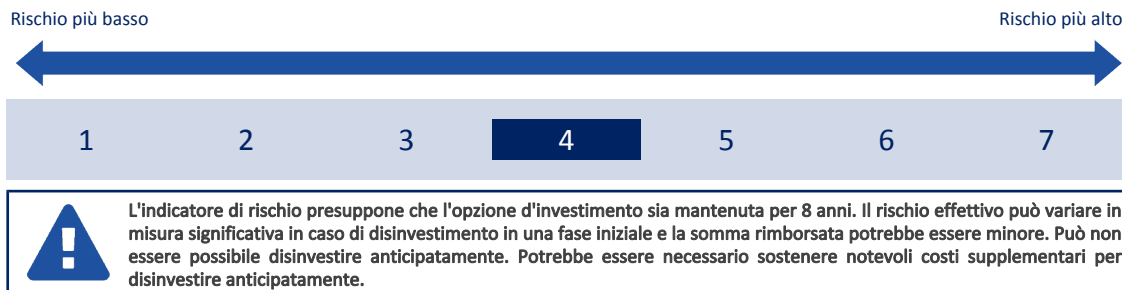 Rischio più basso Rischio più alto
1 2 3 4 5 6 7
L'indicatore di rischio presuppone che l'opzione d'investimento sia mantenuta per 8 anni. Il rischio effettivo può variare in
misura significativa in caso di disinvestimento in una fase iniziale e la somma rimborsata potrebbe essere minore. Può non
essere possibile disinvestire anticipatamente. Potrebbe essere necessario sostenere notevoli costi supplementari per
disinvestire anticipatamente.